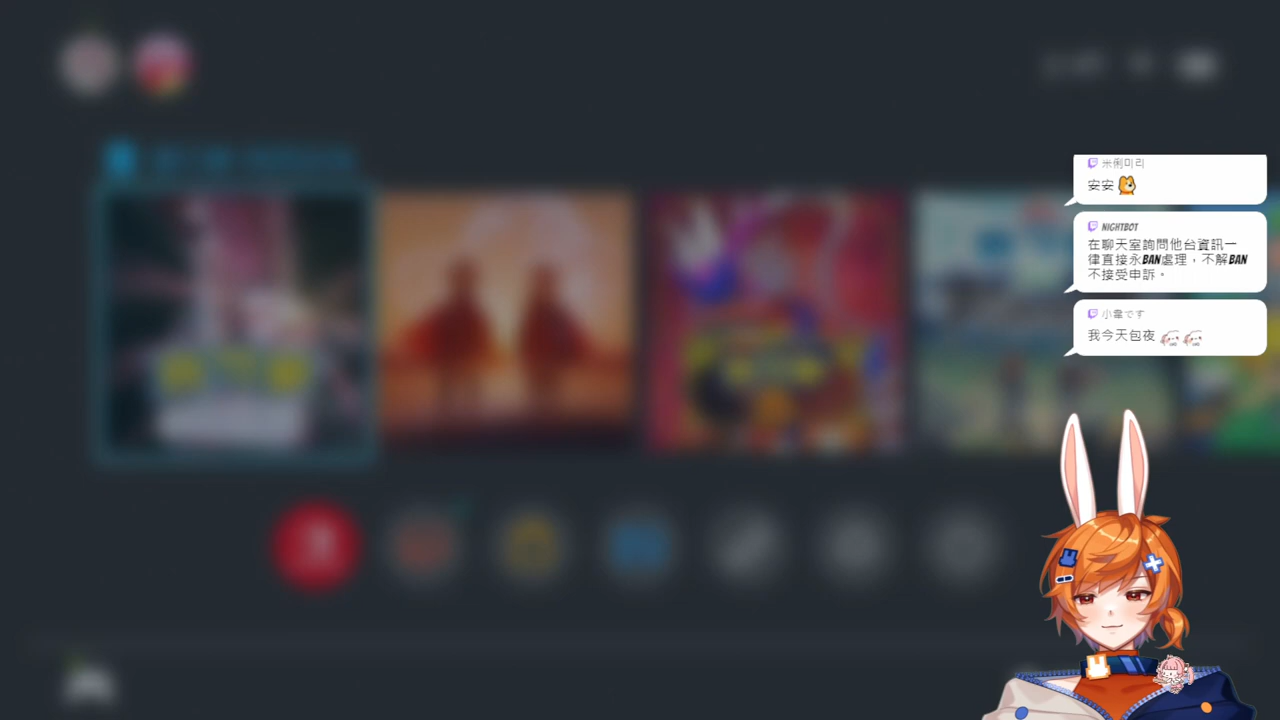 米俐미리
安安
NIGHTBOT
在聊天室詢問他台資訊一
律直接永BAN處理，不解BAN
不接受申訴。
小韋です
我今天包夜